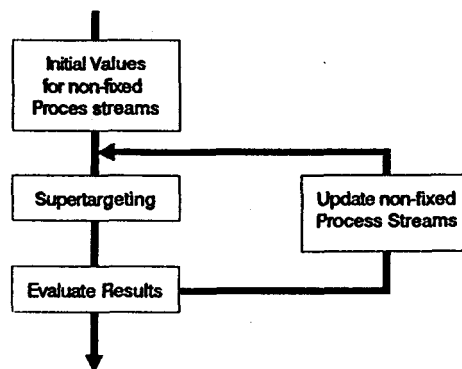 Initial Values
for non-fixed
Proces streams
Supertargeting
Update non-fixed
Process Streams
Evaluate Results